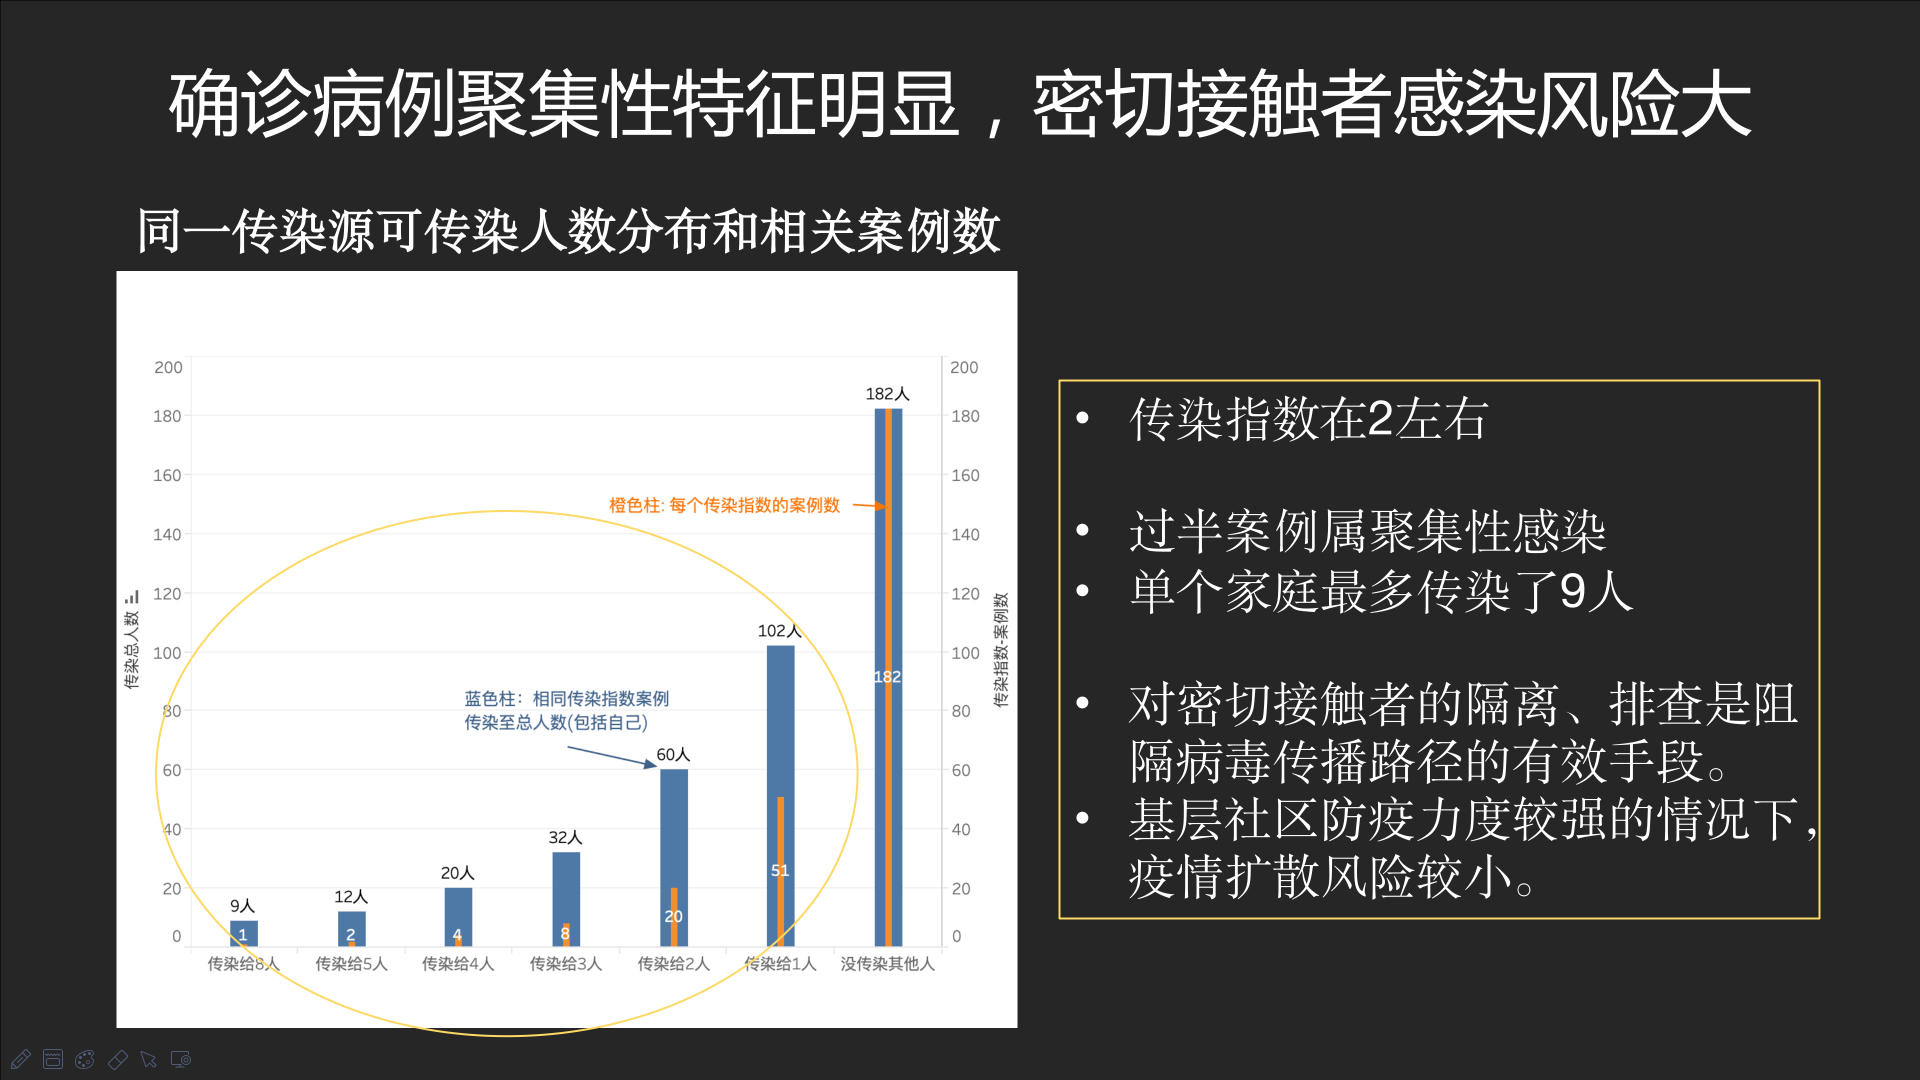 确诊病例聚集性特征明显，密切接触者感染风险大
同一传染源可传染人数分布和相关案例数
200
180
160
140
120
100
80
60
40
20
0
传染总人数
200
180
160
140
120
100
80
60
40
20
0
传染指数-案例数
182人
橙色柱: 每个传染指数的案例数
102人
182
蓝色柱：相同传染指数案例
传染至总人数(包括自己)
60人
32人
51
20人
12人
9人
20
1
2
4
8
传染给8人
传染给5人
传染给4人
传染给3人
传染给2人
传染给1人
没传染其他人
• 传染指数在2左右
• 过半案例属聚集性感染
• 单个家庭最多传染了9人
• 对密切接触者的隔离、排查是阻
隔病毒传播路径的有效手段。
• 基层社区防疫力度较强的情况下，
疫情扩散风险较小。